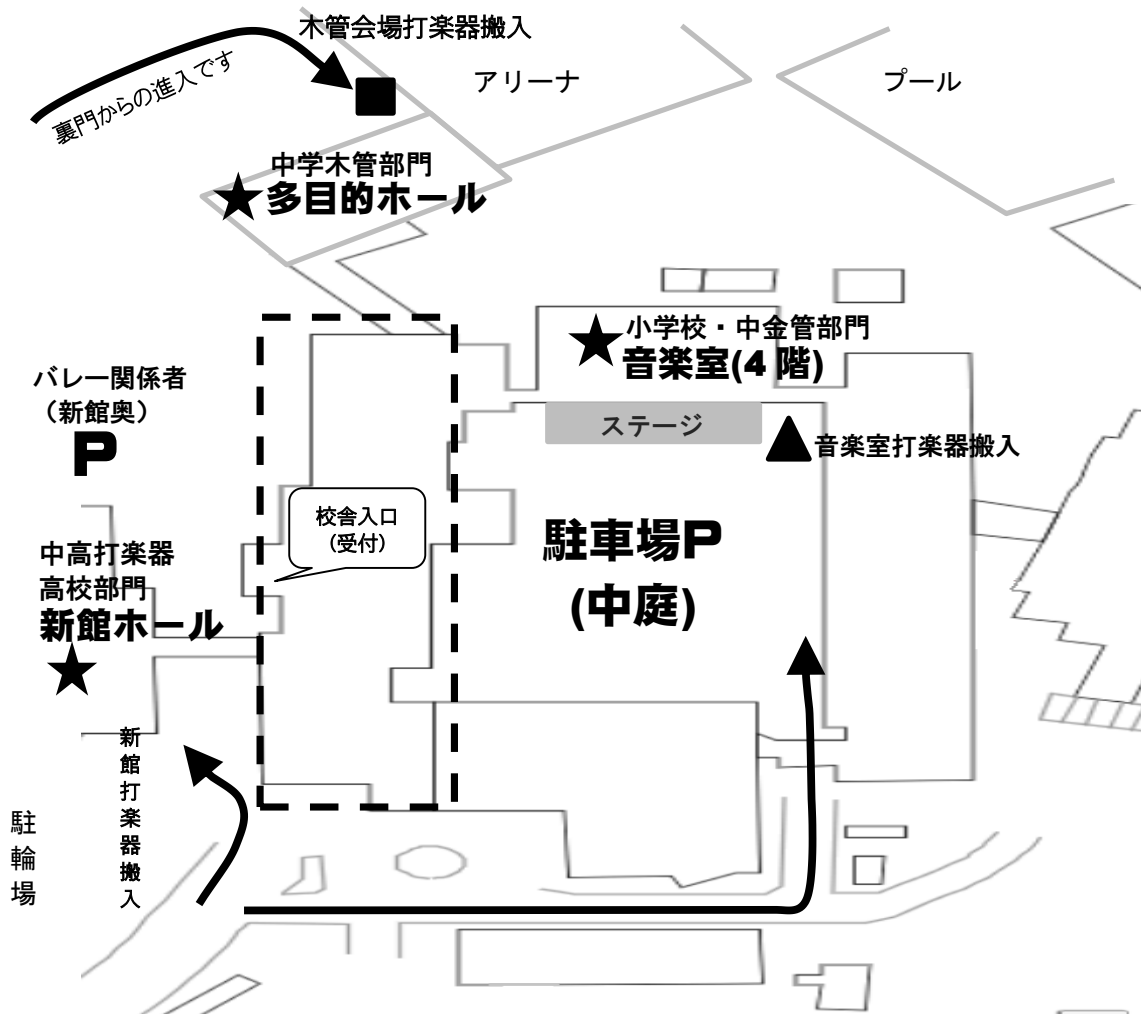 木管会場打楽器搬入
裏門からの進入です
アリーナ
プール
中学木管部門
多目的ホール
小学校・中金管部門
音楽室(4 階)
バレー関係者
（新館奥）
P
ステージ
音楽室打楽器搬入
校舎入口
(受付)
駐車場P
(中庭)
中高打楽器
高校部門
新館ホール
新館打楽器搬入
駐輪場